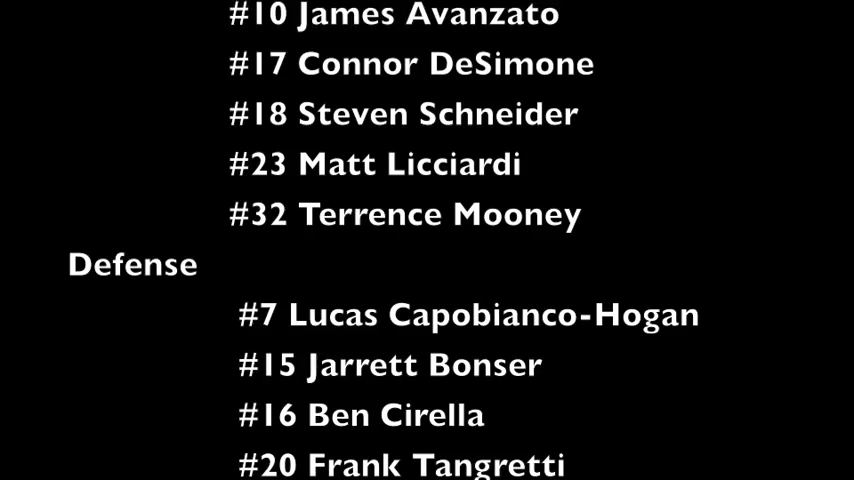 #10 James Avanzato
#17 Connor DeSimone
#18 Steven Schneider
#23 Matt Licciardi
#32 Terrence Mooney
Defense
#7 Lucas Capobianco-Hogan
#15 Jarrett Bonser
#16 Ben Cirella
#20 Frank Tangretti